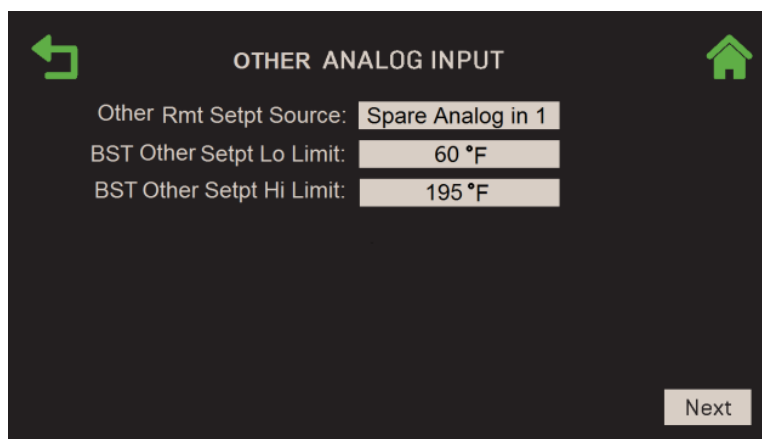 OTHER ANALOG INPUT
Other Rmt Setpt Source: Spare Analog in 1
BST Other Setpt Lo Limit: 60 °F
BST Other Setpt Hi Limit: 195 °F
Next